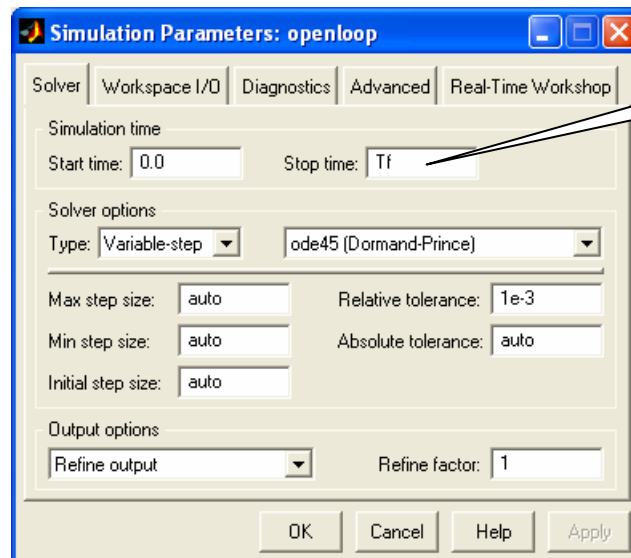 Simulation Parameters: openloop
Solver Workspace I/O Diagnostics Advanced Real-Time Workshop
Simulation time
Start time: 0.0 Stop time: Tf
Solver options
Type: Variable-step ode45 (Dormand-Prince)
Max step size: auto Relative tolerance: 1e-3
Min step size: auto Absolute tolerance: auto
Initial step size: auto
Output options
Refine output Refine factor: 1
OK Cancel Help Apply